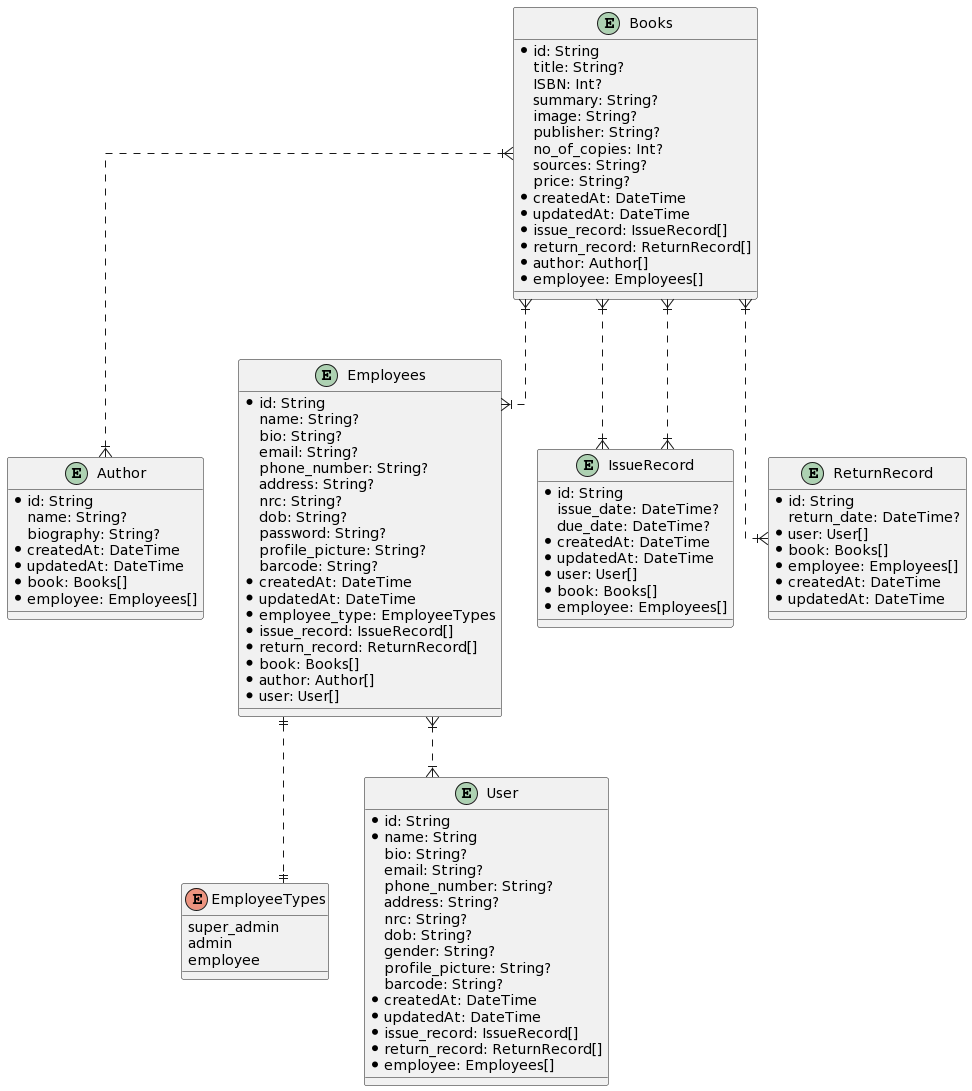 E Books
id: String
title: String?
ISBN: Int?
summary: String?
image: String?
publisher: String?
no_of_copies: Int?
sources: String?
price: String?
createdAt: DateTime
updatedAt: DateTime
issue_record: IssueRecord[]
return_record: ReturnRecord[]
author: Author[]
employee: Employees[]
E Employees
id: String
name: String?
bio: String?
email: String?
phone_number: String?
address: String?
nrc: String?
dob: String?
password: String?
profile_picture: String?
barcode: String?
createdAt: DateTime
updatedAt: DateTime
employee_type: EmployeeTypes
issue_record: IssueRecord[]
return_record: ReturnRecord[]
book: Books[]
author: Author[]
user: User[]
E Author
id: String
name: String?
biography: String?
createdAt: DateTime
updatedAt: DateTime
book: Books[]
employee: Employees[]
E IssueRecord
id: String
issue_date: DateTime?
due_date: DateTime?
createdAt: DateTime
updatedAt: DateTime
user: User[]
book: Books[]
employee: Employees[]
E ReturnRecord
id: String
return_date: DateTime?
user: User[]
book: Books[]
employee: Employees[]
createdAt: DateTime
updatedAt: DateTime
E EmployeeTypes
super_admin
admin
employee
E User
id: String
name: String
bio: String?
email: String?
phone_number: String?
address: String?
nrc: String?
dob: String?
gender: String?
profile_picture: String?
barcode: String?
createdAt: DateTime
updatedAt: DateTime
issue_record: IssueRecord[]
return_record: ReturnRecord[]
employee: Employees[]